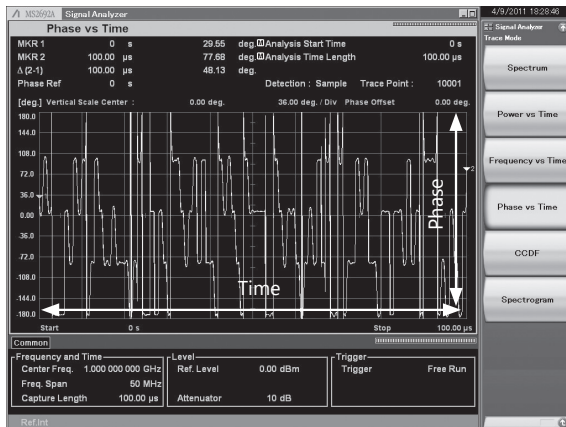 MS2692A Signal Analyzer
4/9/2011 18:28:46
Phase vs Time
Signal Analyzer
Trace Mode
MKR 1 0 s 29.55 deg. Analysis Start Time 0 s
MKR 2 100.00 µs 77.68 deg. Analysis Time Length 100.00 µs
Δ (2-1) 100.00 µs 48.13 deg.
Phase Ref 0 s Detection : Sample Trace Point : 10001
[deg.] Vertical Scale Center : 0.00 deg. 36.00 deg. / Div Phase Offset 0.00 deg.
180.0
144.0
108.0
72.0
36.0
0.00
-36.0
-72.0
-108.0
-144.0
-180.0
2
Phase
Time
Start 0 s Stop 100.00 µs
Common
Frequency and Time
Center Freq. 1.000 000 000 GHz
Freq. Span 50 MHz
Capture Length 100.00 µs
Level
Ref. Level 0.00 dBm
Attenuator 10 dB
Trigger
Trigger Free Run
Ref.Int
Spectrum
Power vs Time
Frequency vs Time
Phase vs Time
CCDF
Spectrogram